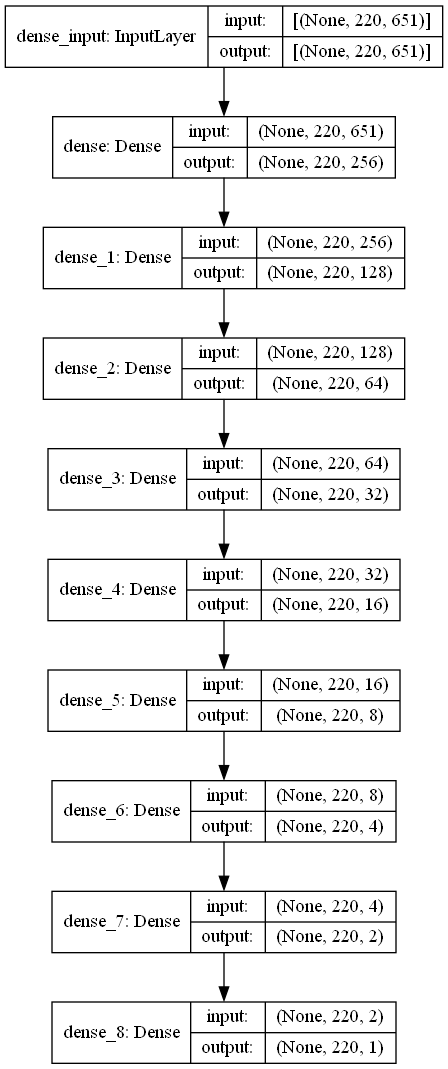 dense_input: InputLayer
input:
[(None, 220, 651)]
output:
[(None, 220, 651)]
dense: Dense
input:
(None, 220, 651)
output:
(None, 220, 256)
dense_1: Dense
input:
(None, 220, 256)
output:
(None, 220, 128)
dense_2: Dense
input:
(None, 220, 128)
output:
(None, 220, 64)
dense_3: Dense
input:
(None, 220, 64)
output:
(None, 220, 32)
dense_4: Dense
input:
(None, 220, 32)
output:
(None, 220, 16)
dense_5: Dense
input:
(None, 220, 16)
output:
(None, 220, 8)
dense_6: Dense
input:
(None, 220, 8)
output:
(None, 220, 4)
dense_7: Dense
input:
(None, 220, 4)
output:
(None, 220, 2)
dense_8: Dense
input:
(None, 220, 2)
output:
(None, 220, 1)